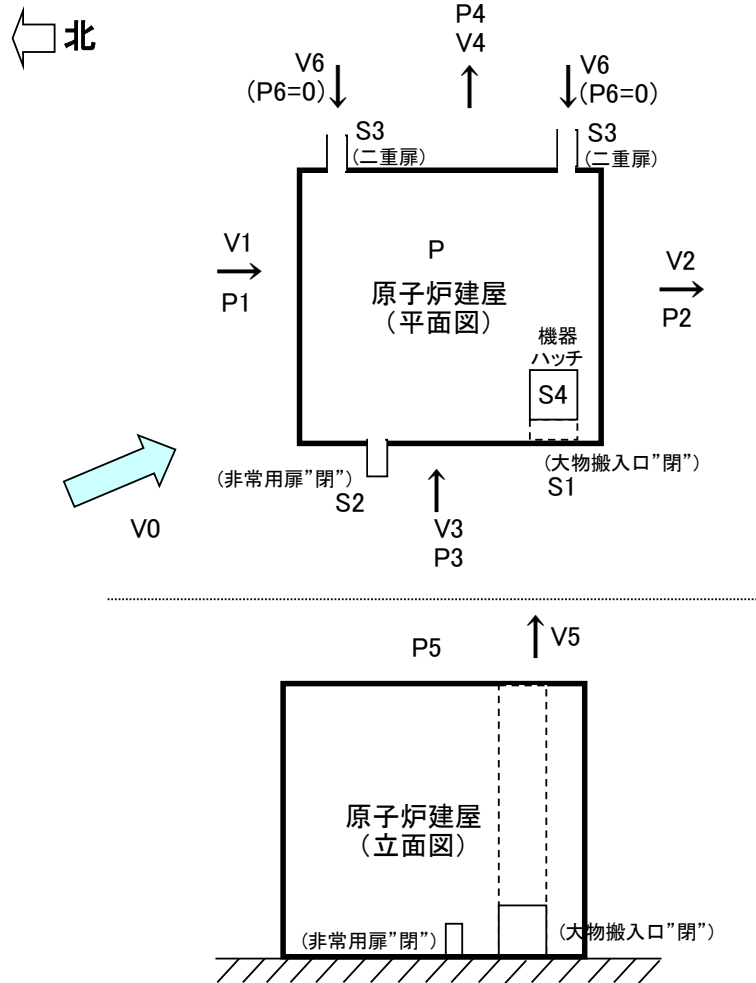 北
P4
V4
V6
(P6=0)
V6
(P6=0)
S3
(二重扉)
S3
(二重扉)
V1
P1
P
原子炉建屋
(平面図)
V2
P2
機器
ハッチ
S4
(非常用扉"閉")
S2
(大物搬入口"閉")
S1
V0
V3
P3
P5
V5
原子炉建屋
(立面図)
(非常用扉"閉")
(大物搬入口"閉")